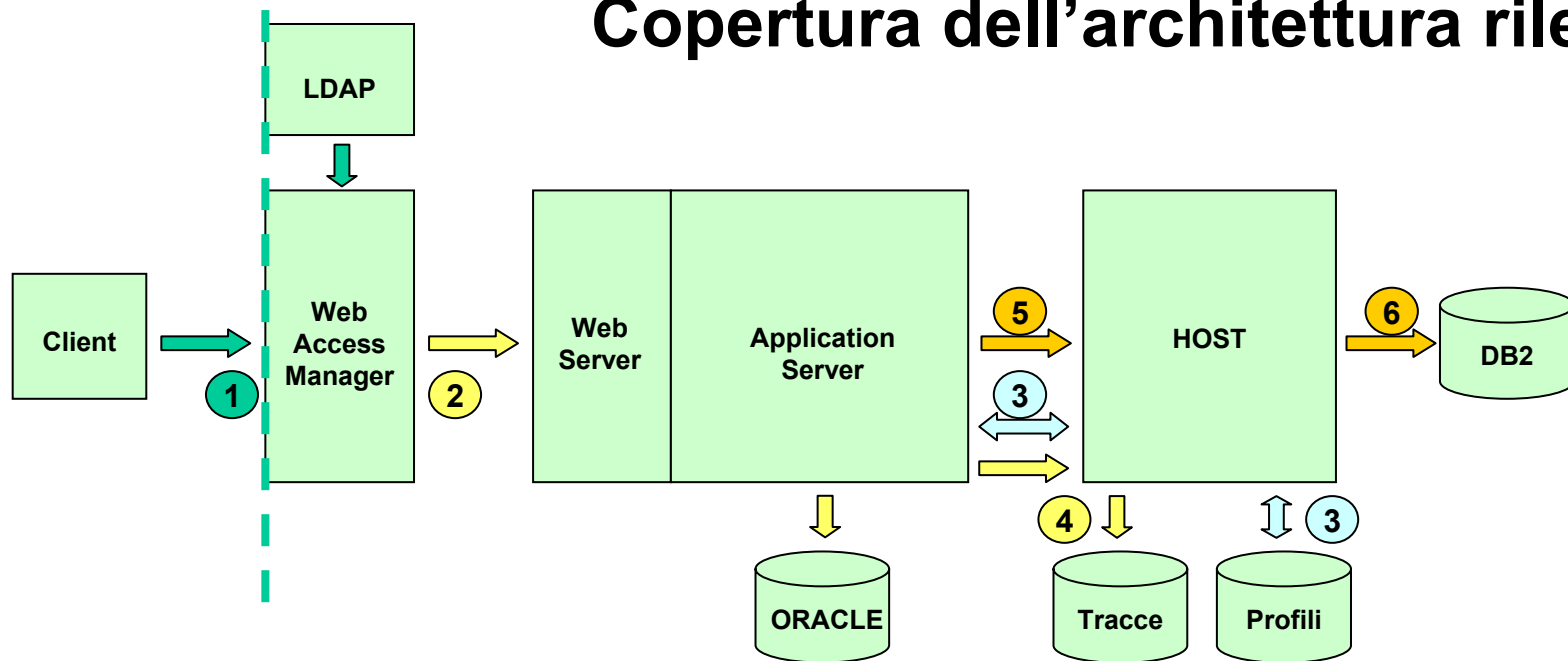 Copertura dell'architettura rile
LDAP
Client
1
Web
Access
Manager
2
Web
Server
Application
Server
5
3
HOST
6
DB2
4
3
ORACLE
Tracce
Profili